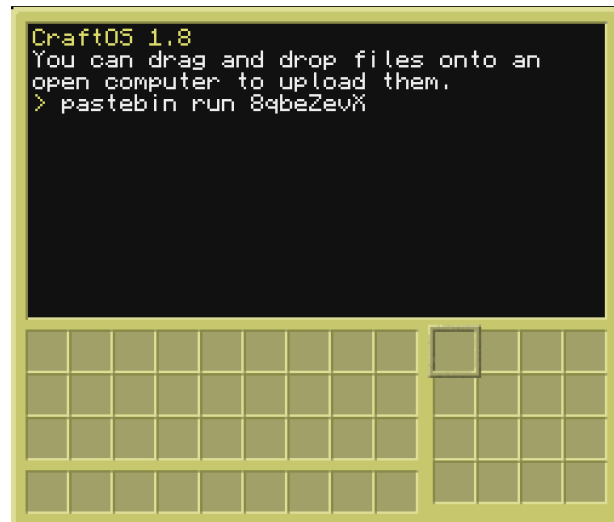 CraftOS 1.8
You can drag and drop files onto an
open computer to upload them.
> pastebin run 8qbeZevX